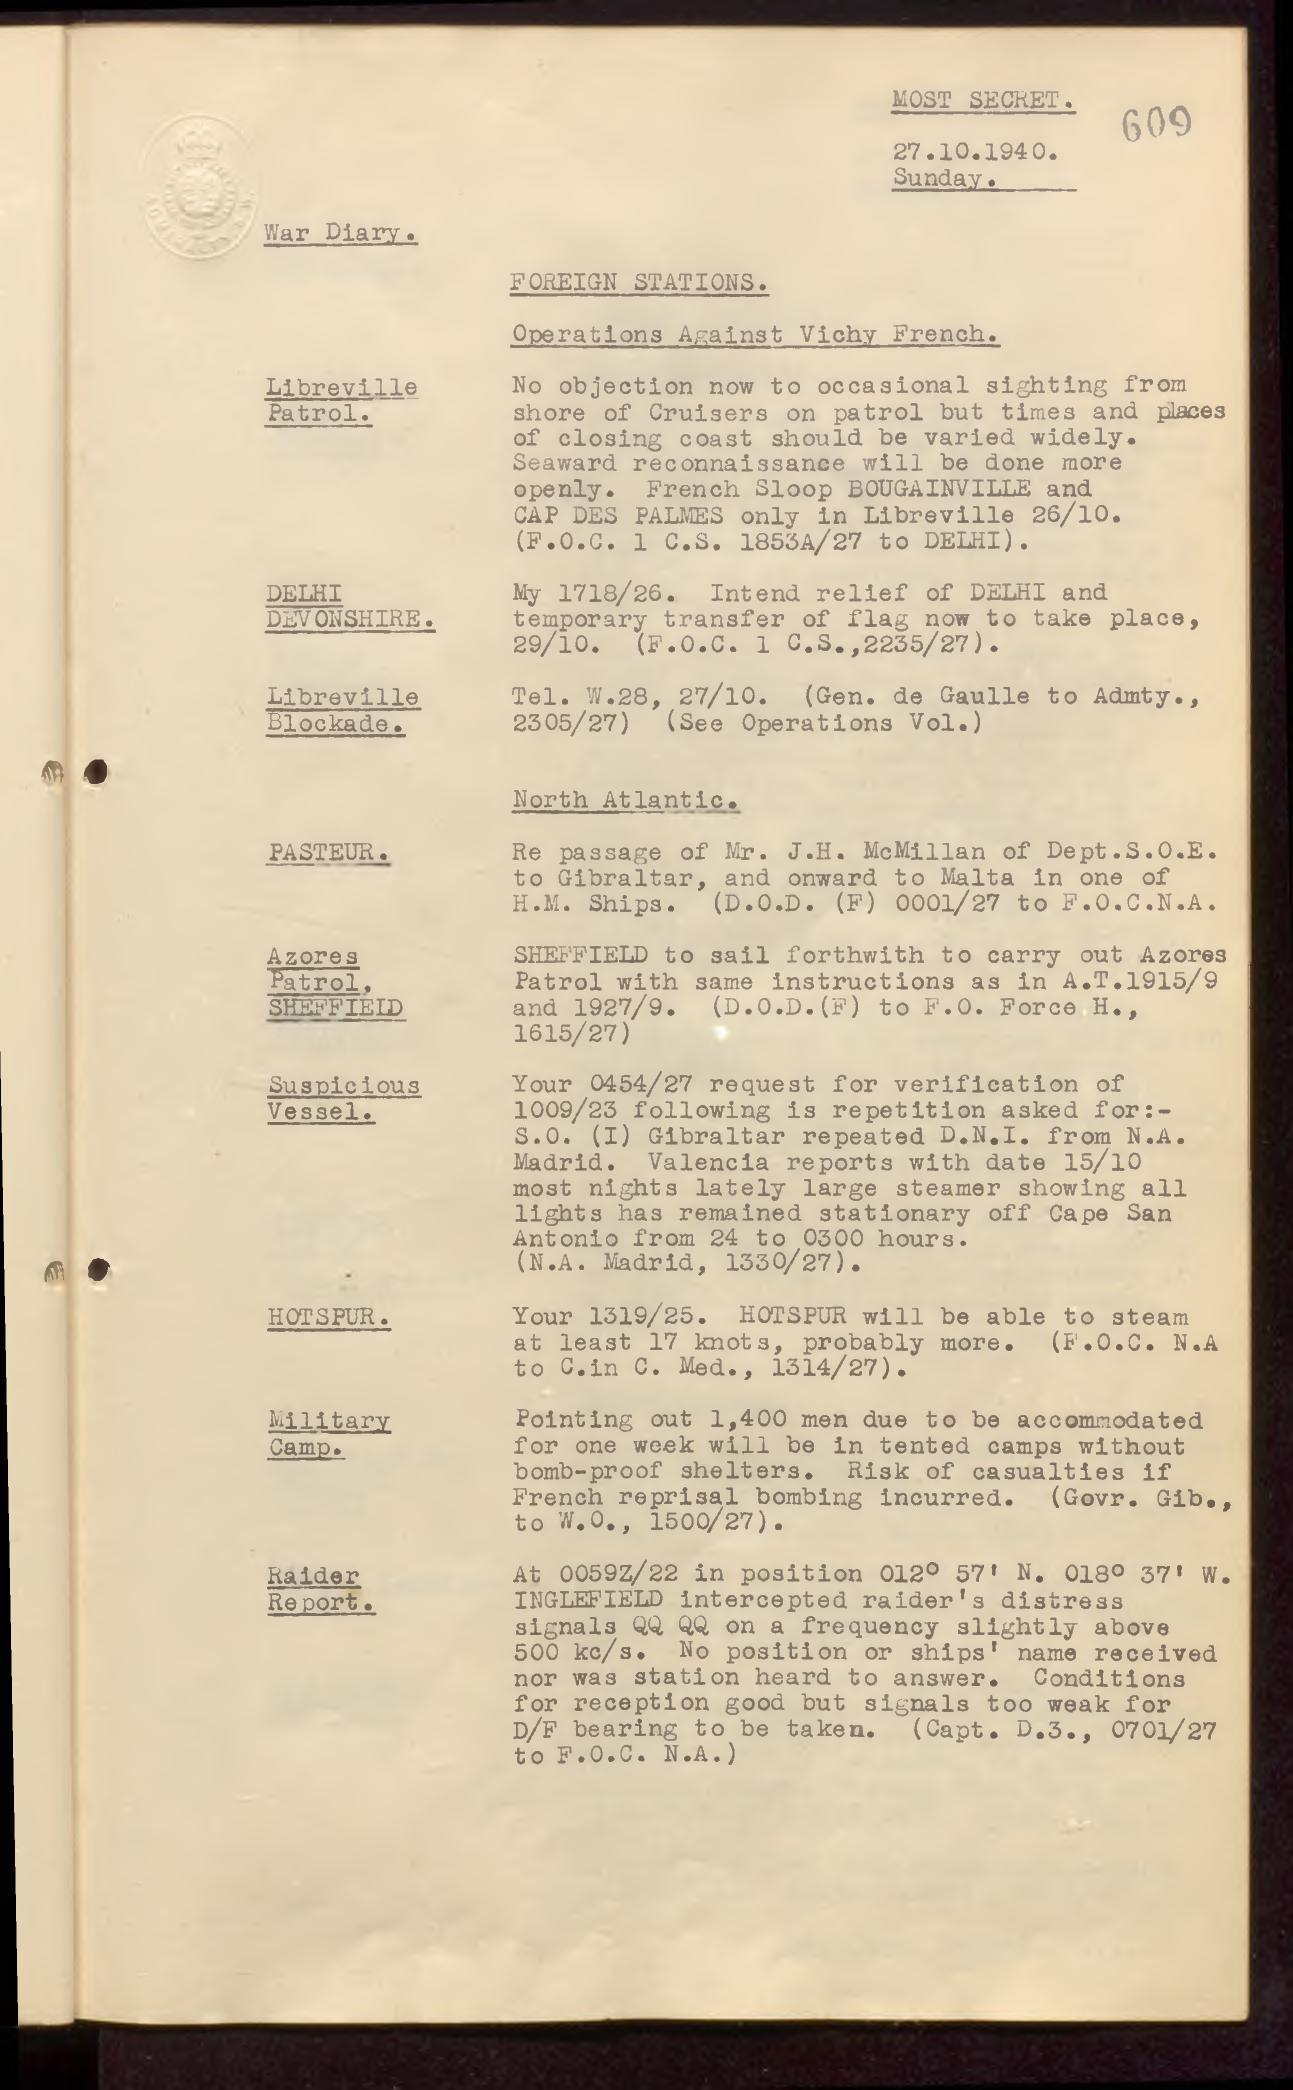 MOST SECRET.
609
27.10.1940.
Sunday.
War Diary.
FOREIGN STATIONS.
Operations Against Vichy French.
Libreville
Patrol.
No objection now to occasional sighting from
shore of Cruisers on patrol but times and places
of closing coast should be varied widely.
Seaward reconnaissance will be done more
openly. French Sloop BOUGAINVILLE and
CAP DES PALMES only in Libreville 26/10.
(F.O.C. 1 C.S. 1853A/27 to DELHI).
DELHI
DEVONSHIRE.
My 1718/26. Intend relief of DELHI and
temporary transfer of flag now to take place,
29/10. (F.O.C. 1 C.S.,2235/27).
Libreville
Blockade.
Tel. W.28, 27/10. (Gen. de Gaulle to Admty.,
2305/27) (See Operations Vol.)
North Atlantic.
PASTEUR.
Re passage of Mr. J.H. McMillan of Dept.S.O.E.
to Gibraltar, and onward to Malta in one of
H.M. Ships. (D.O.D. (F) 0001/27 to F.O.C.N.A.
Azores
Patrol,
SHEFFIELD
SHEFFIELD to sail forthwith to carry out Azores
Patrol with same instructions as in A.T.1915/9
and 1927/9. (D.O.D.(F) to F.O. Force H.,
1615/27)
Suspicious
Vessel.
Your 0454/27 request for verification of
1009/23 following is repetition asked for:-
S.O. (I) Gibraltar repeated D.N.I. from N.A.
Madrid. Valencia reports with date 15/10
most nights lately large steamer showing all
lights has remained stationary off Cape San
Antonio from 24 to 0300 hours.
(N.A. Madrid, 1330/27).
HOTSPUR.
Your 1319/25. HOTSPUR will be able to steam
at least 17 knots, probably more. (F.O.C. N.A
to C.in C. Med., 1314/27).
Military
Camp.
Pointing out 1,400 men due to be accommodated
for one week will be in tented camps without
bomb-proof shelters. Risk of casualties if
French reprisal bombing incurred. (Govr. Gib.,
to W.O., 1500/27).
Raider
Report.
At 0059Z/22 in position 012° 57' N. 018° 37' W.
INGLEFIELD intercepted raider's distress
signals QQ QQ on a frequency slightly above
500 kc/s. No position or ships' name received
nor was station heard to answer. Conditions
for reception good but signals too weak for
D/F bearing to be taken. (Capt. D.3., 0701/27
to F.O.C. N.A.)